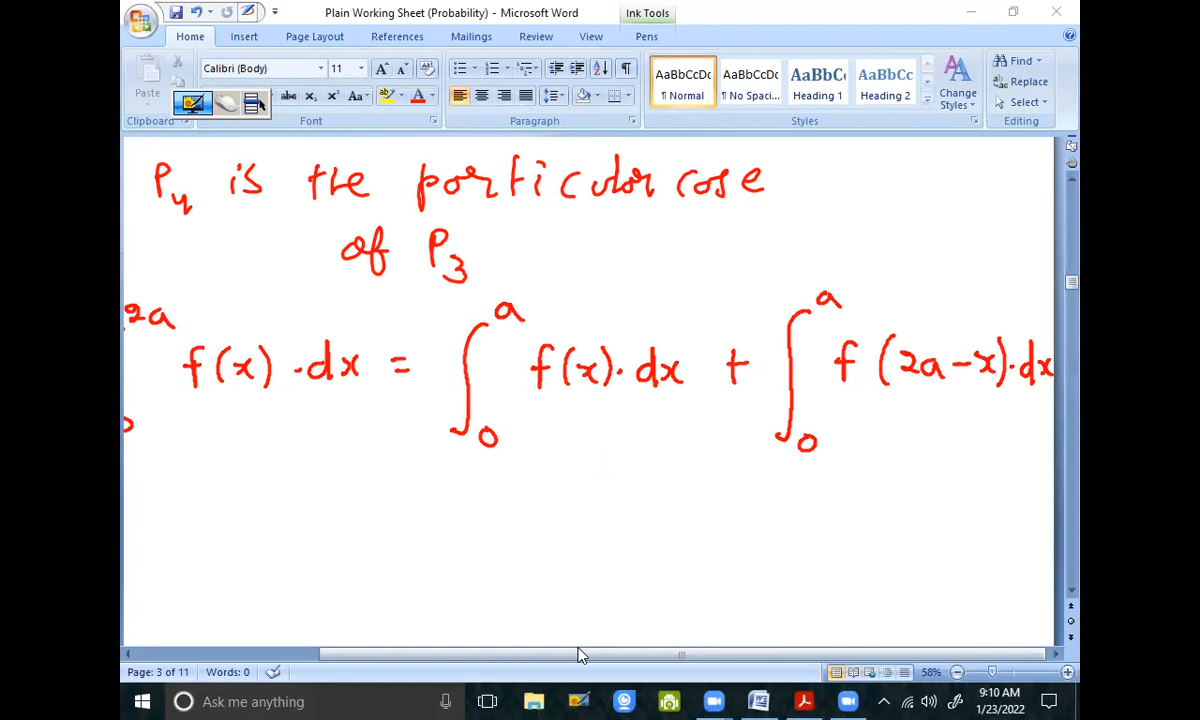 Plain Working Sheet (Probability) - Microsoft Word
Ink Tools
Home Insert Page Layout References Mailings Review View Pens
Paste
Calibri (Body) 11
AaBbCcDc AaBbCcDc AaBbCc AaBbCc
¶ Normal ¶ No Spaci... Heading 1 Heading 2
Change Styles
Find
Replace
Select
Clipboard Font Paragraph Styles Editing
P4 is the particular case
of P3
∫_0^2a f(x).dx = ∫_0^a f(x).dx + ∫_0^a f(2a-x).dx
Page: 3 of 11 Words: 0 58%
Ask me anything
9:10 AM
1/23/2022